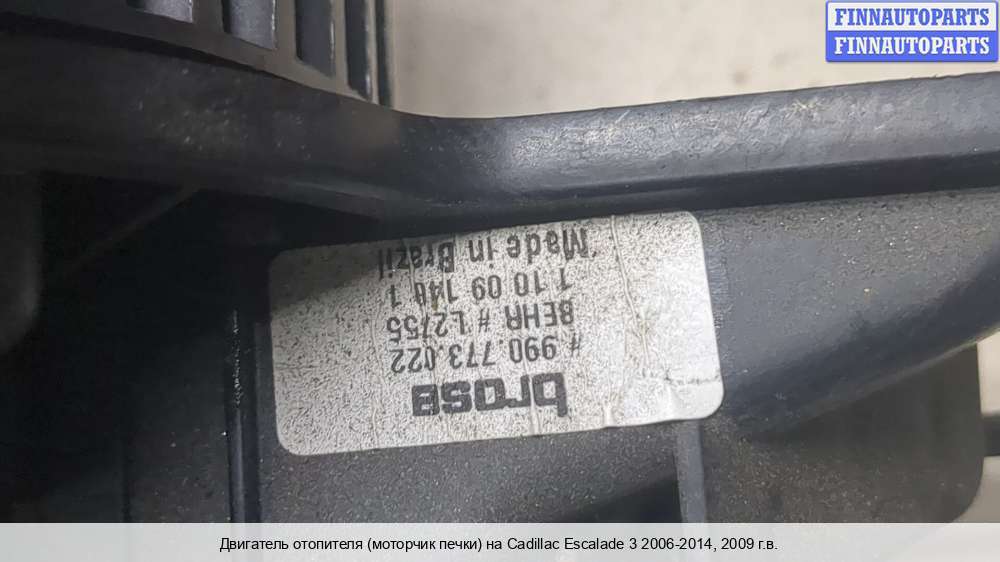 FINNAUTOPARTS
FINNAUTOPARTS
brose
# 990.773.022
BEHR # L2755
1 10 09 146 1
Made in Brazil
Двигатель отопителя (моторчик печки) на Cadillac Escalade 3 2006-2014, 2009 г.в.